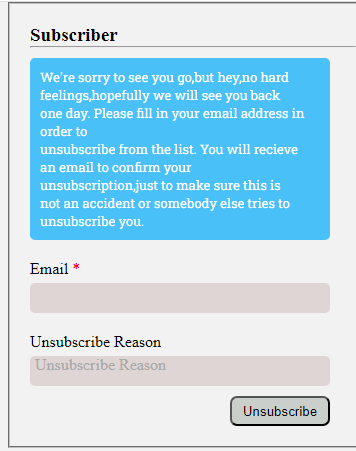 Subscriber
We're sorry to see you go,but hey,no hard
feelings,hopefully we will see you back
one day. Please fill in your email address in
order to
unsubscribe from the list. You will recieve
an email to confirm your
unsubscription,just to make sure this is
not an accident or somebody else tries to
unsubscribe you.
Email *
Unsubscribe Reason
Unsubscribe Reason
Unsubscribe